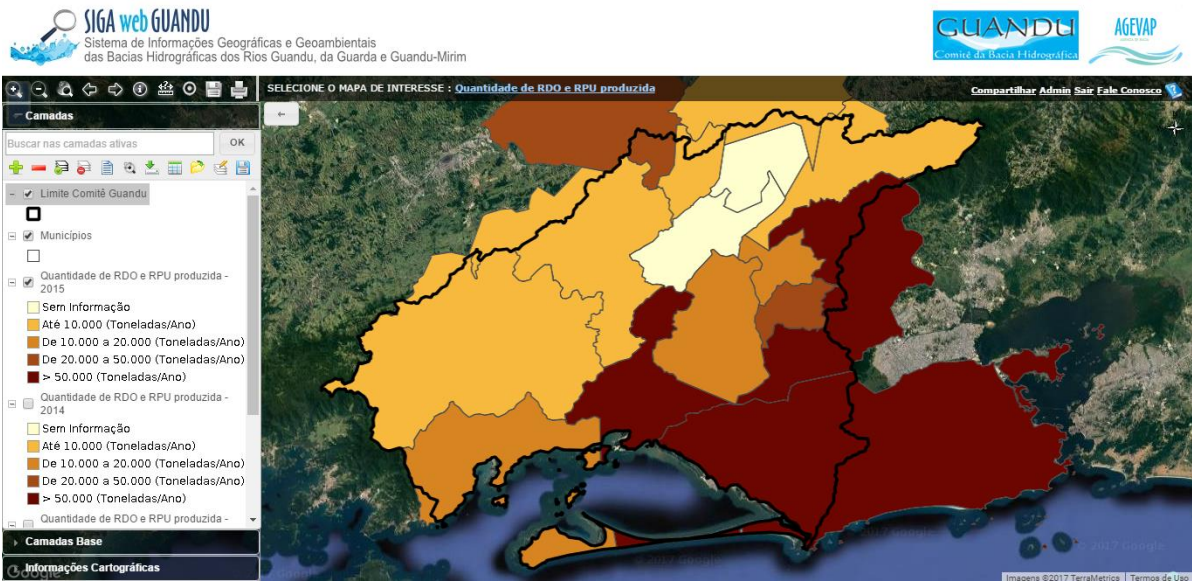 SIGA web GUANDU
Sistema de Informações Geográficas e Geoambientais
das Bacias Hidrográficas dos Rios Guandu, da Guarda e Guandu-Mirim
GUANDU
Comitê da Bacia Hidrográfica
AGEVAP
SELECIONE O MAPA DE INTERESSE : Quantidade de RDO e RPU produzida
Compartilhar Admin Sair Fale Conosco
Camadas
Buscar nas camadas ativas
OK
Limite Comitê Guandu
Municípios
Quantidade de RDO e RPU produzida -
2015
Sem Informação
Até 10.000 (Toneladas/Ano)
De 10.000 a 20.000 (Toneladas/Ano)
De 20.000 a 50.000 (Toneladas/Ano)
> 50.000 (Toneladas/Ano)
Quantidade de RDO e RPU produzida -
2014
Sem Informação
Até 10.000 (Toneladas/Ano)
De 10.000 a 20.000 (Toneladas/Ano)
De 20.000 a 50.000 (Toneladas/Ano)
> 50.000 (Toneladas/Ano)
Quantidade de RDO e RPU produzida -
Camadas Base
Informações Cartográficas
Google
© 2017 Google
Imagens ©2017 TerraMetrics
Termos de Uso